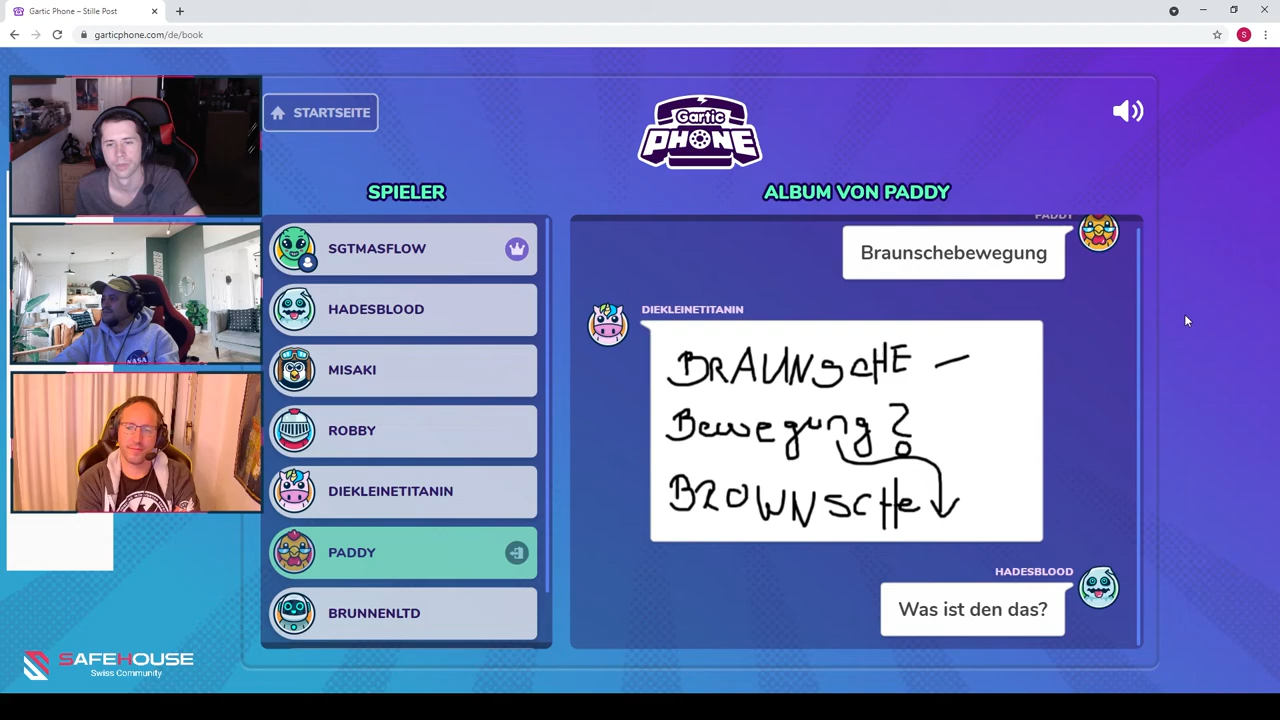 Gartic Phone – Stille Post
garticphone.com/de/book
S
STARTSEITE
Gartic
PHONE
SPIELER
ALBUM VON PADDY
SGTMASFLOW
HADESBLOOD
MISAKI
ROBBY
DIEKLEINETITANIN
PADDY
BRUNNENLTD
PADDY
Braunschebewegung
DIEKLEINETITANIN
BRAUNSCHE –
Bewegung?
BROWNSCHE
HADESBLOOD
Was ist den das?
NASA
SAFEHOUSE
Swiss Community